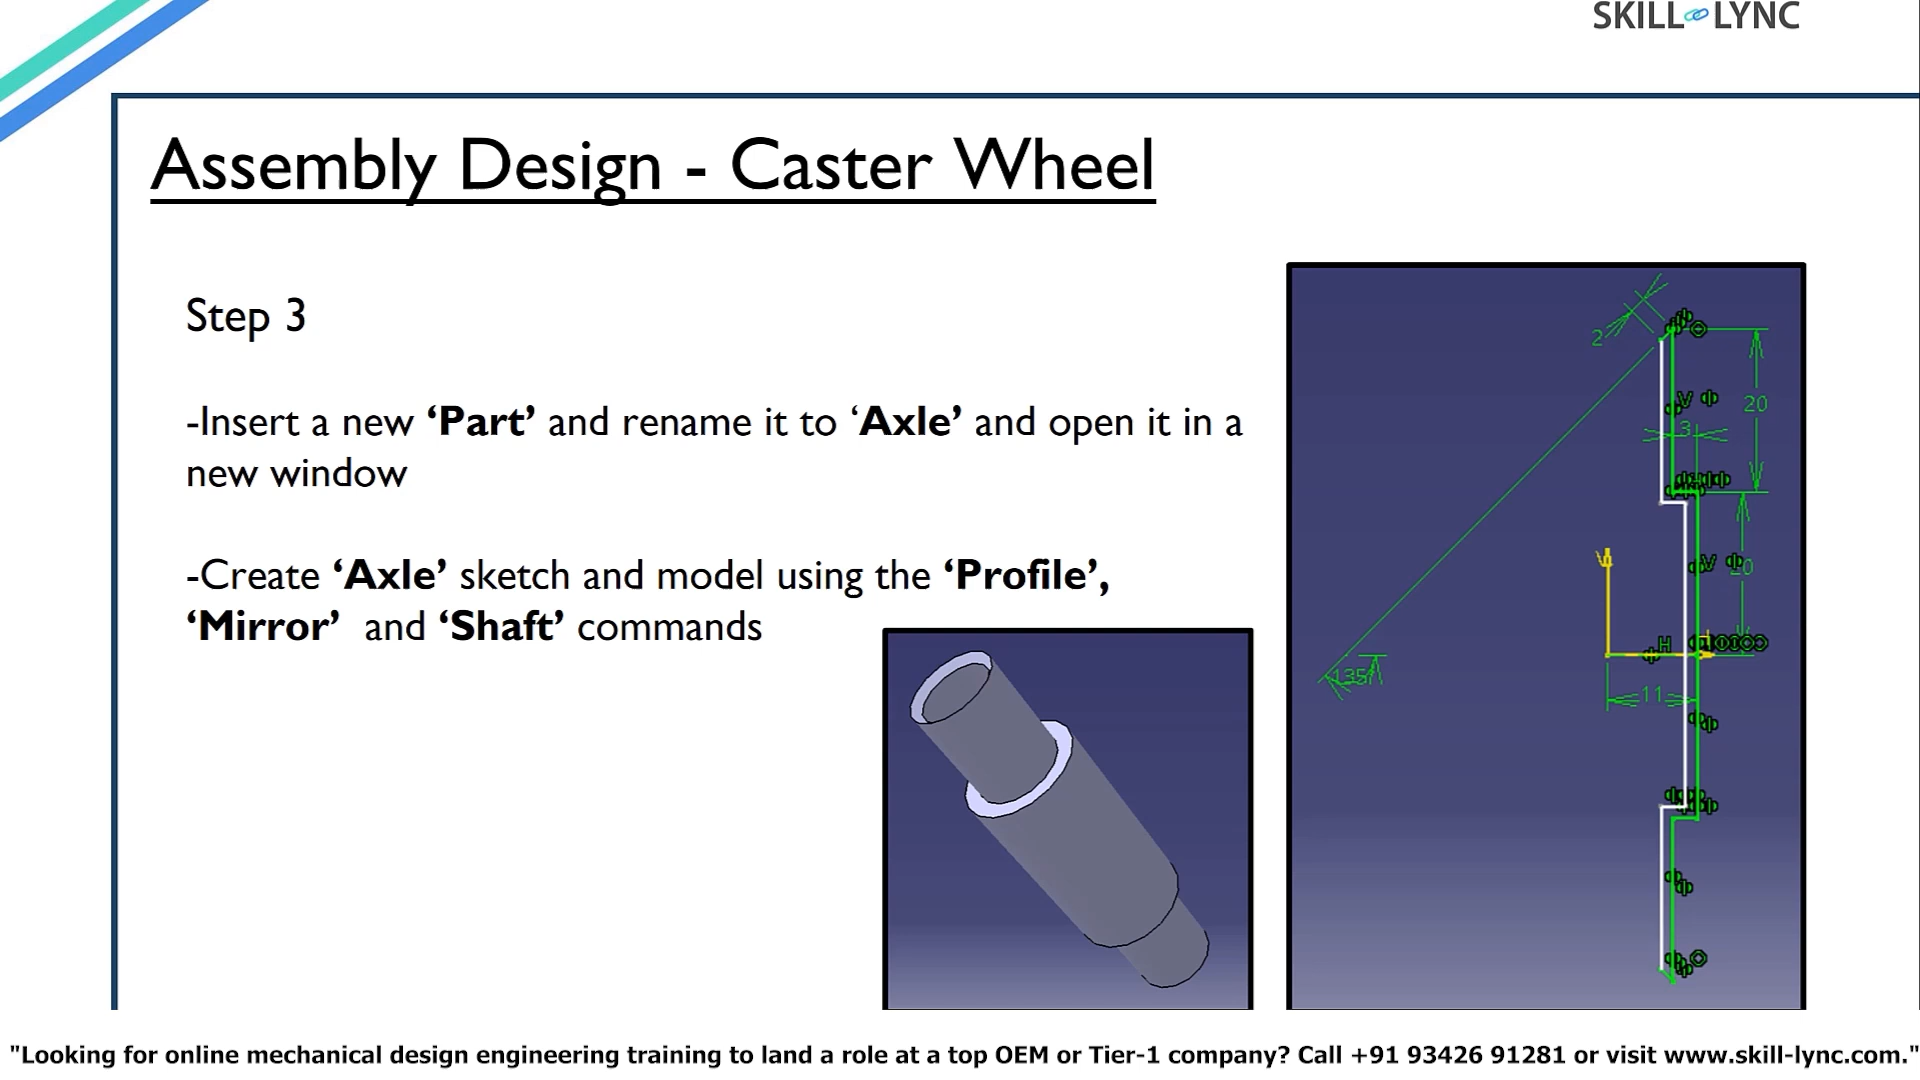 SKILL LYNC
Assembly Design - Caster Wheel
Step 3
-Insert a new ‘Part’ and rename it to ‘Axle’ and open it in a
new window
-Create ‘Axle’ sketch and model using the ‘Profile’,
‘Mirror’ and ‘Shaft’ commands
2
V
20
3
V
H
11
"Looking for online mechanical design engineering training to land a role at a top OEM or Tier-1 company? Call +91 93426 91281 or visit www.skill-lync.com."